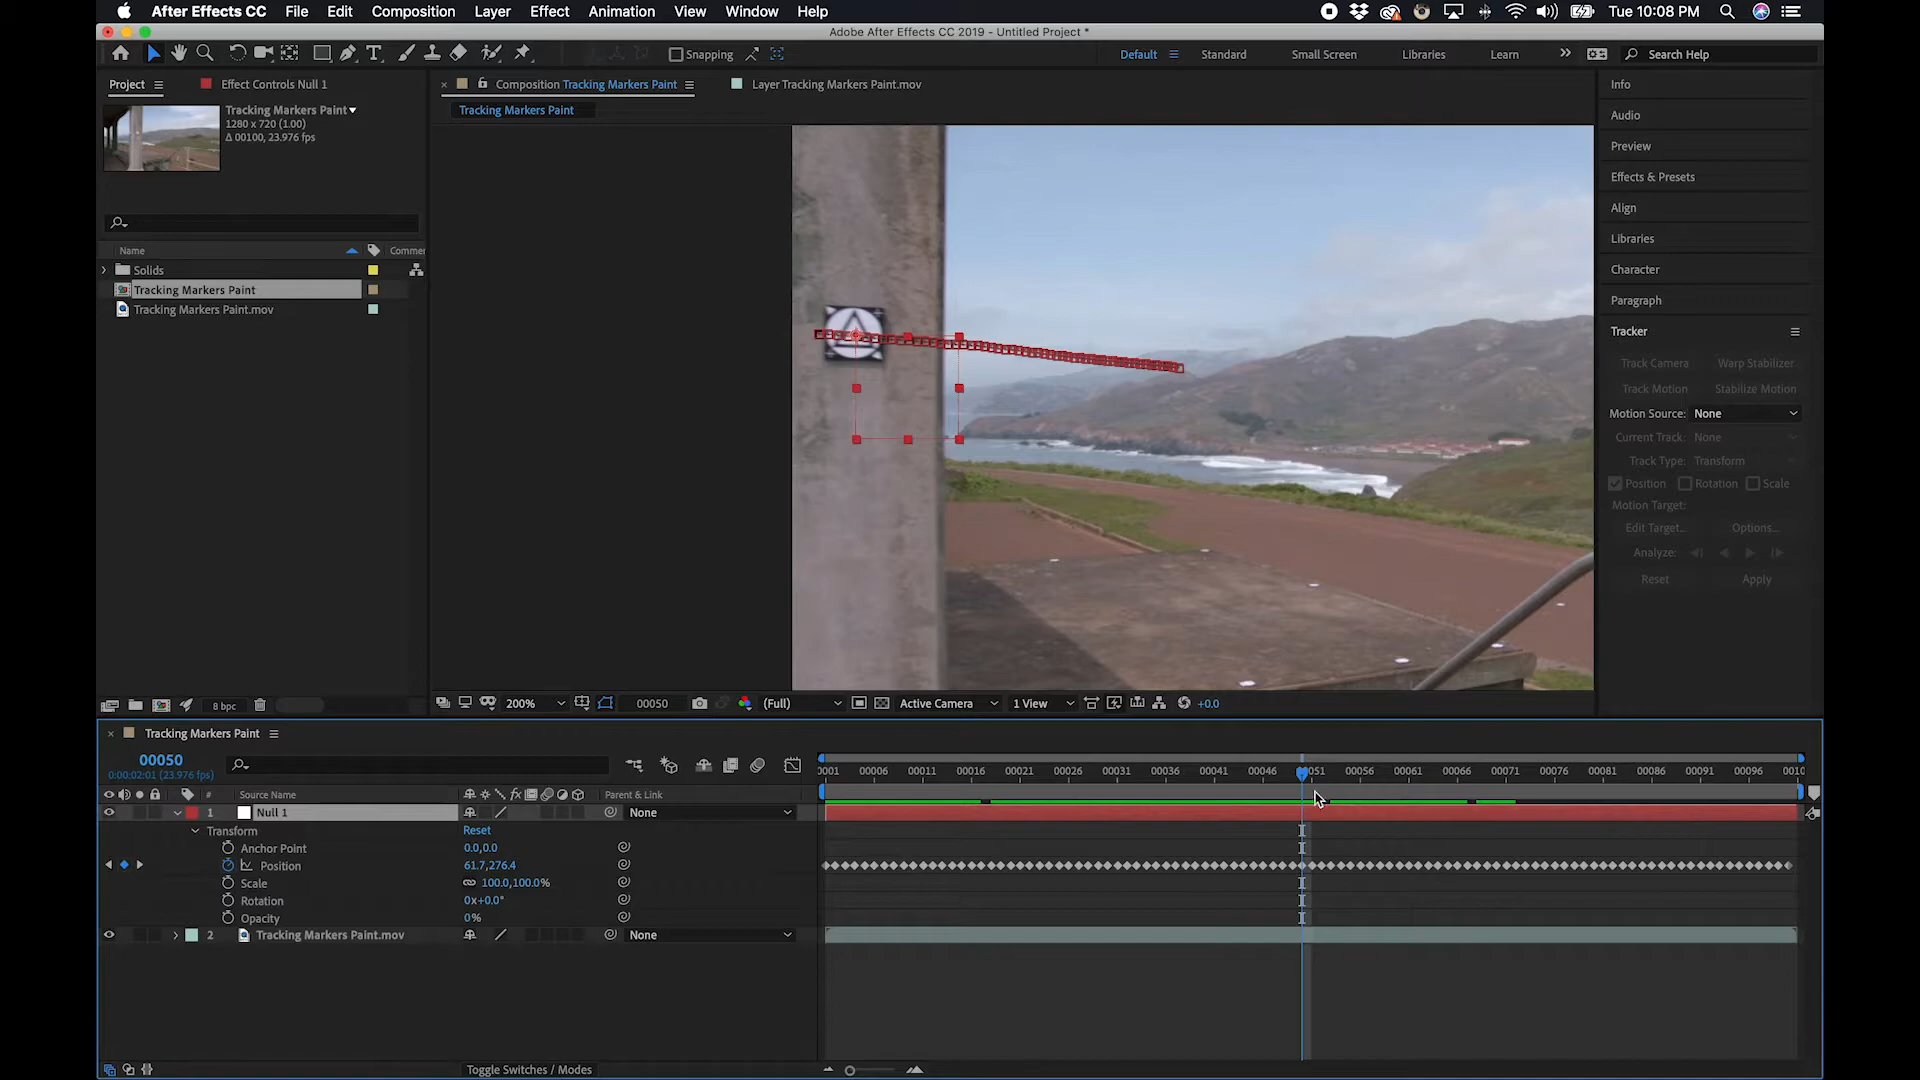 After Effects CC File Edit Composition Layer Effect Animation View Window Help Tue 10:08 PM
Adobe After Effects CC 2019 - Untitled Project *
Snapping Default Standard Small Screen Libraries Learn Search Help
Project Effect Controls Null 1 Composition Tracking Markers Paint Layer Tracking Markers Paint.mov
Tracking Markers Paint
1280 x 720 (1.00)
Δ 00100, 23.976 fps
Tracking Markers Paint
Name Commer
Solids
Tracking Markers Paint
Tracking Markers Paint.mov
8 bpc
200% 00050 (Full) Active Camera 1 View +0.0
Info
Audio
Preview
Effects & Presets
Align
Libraries
Character
Paragraph
Tracker
Track Camera Warp Stabilizer
Track Motion Stabilize Motion
Motion Source: None
Current Track: None
Track Type: Transform
Position Rotation Scale
Motion Target:
Edit Target... Options...
Analyze:
Reset Apply
Tracking Markers Paint
00050
0:00:02:01 (23.976 fps)
0001 00006 00011 00016 00021 00026 00031 00036 00041 00046 00051 00056 00061 00066 00071 00076 00081 00086 00091 00096 0010
# Source Name fx Parent & Link
1 Null 1 None
Transform Reset
Anchor Point 0.0,0.0
Position 61.7,276.4
Scale 100.0,100.0%
Rotation 0x+0.0°
Opacity 0%
2 Tracking Markers Paint.mov None
Toggle Switches / Modes